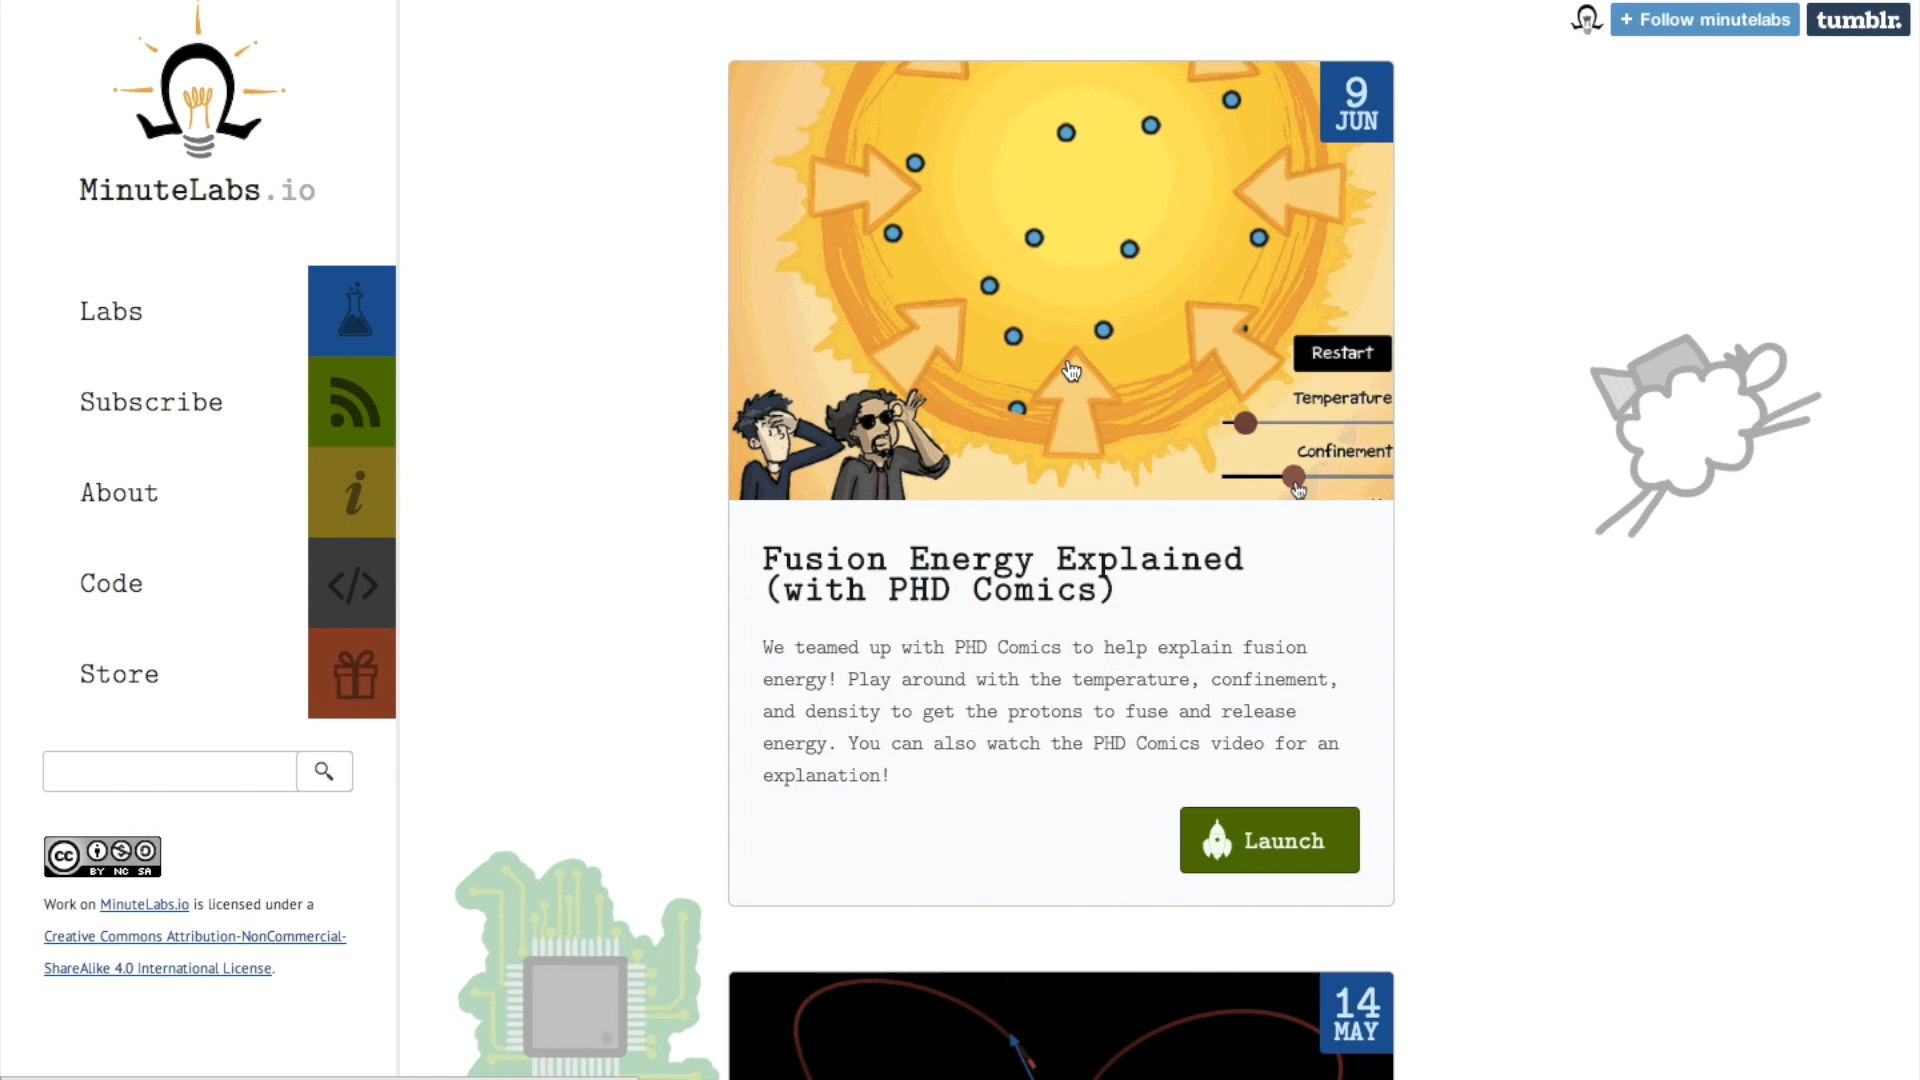 + Follow minutelabs
tumblr.
MinuteLabs.io
Labs
Subscribe
About
i
Code
</>
Store
cc
BY NC SA
Work on MinuteLabs.io is licensed under a
Creative Commons Attribution-NonCommercial-
ShareAlike 4.0 International License.
9
JUN
Restart
Temperature
Confinement
Fusion Energy Explained
(with PHD Comics)
We teamed up with PHD Comics to help explain fusion
energy! Play around with the temperature, confinement,
and density to get the protons to fuse and release
energy. You can also watch the PHD Comics video for an
explanation!
Launch
14
MAY